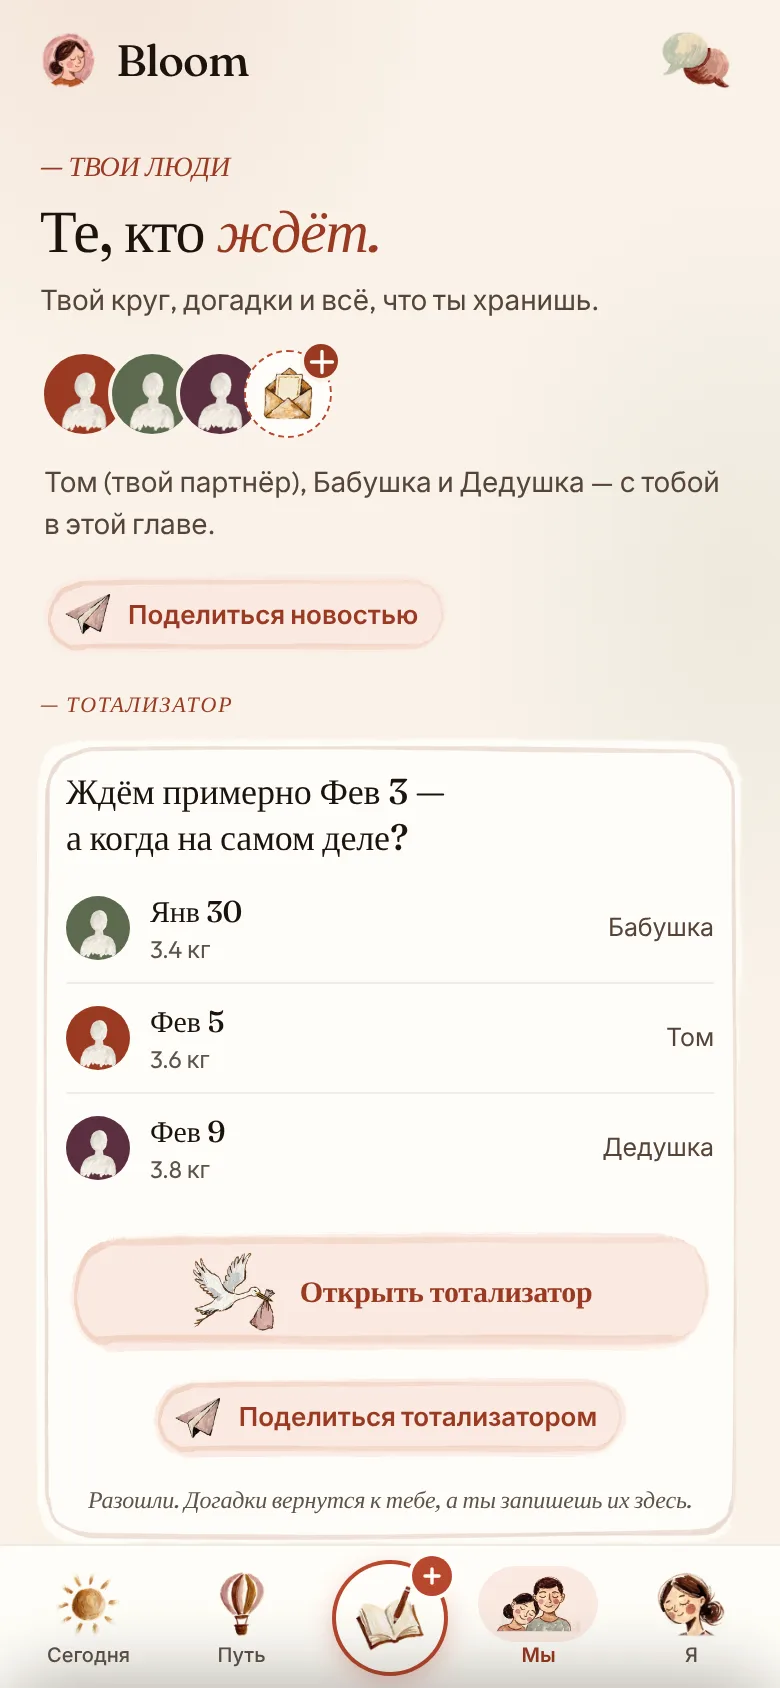 Bloom
— ТВОИ ЛЮДИ
Те, кто ждёт.
Твой круг, догадки и всё, что ты хранишь.
Том (твой партнёр), Бабушка и Дедушка — с тобой
в этой главе.
Поделиться новостью
— ТОТАЛИЗАТОР
Ждём примерно Фев 3 —
а когда на самом деле?
Янв 30
3.4 кг
Бабушка
Фев 5
3.6 кг
Том
Фев 9
3.8 кг
Дедушка
Открыть тотализатор
Поделиться тотализатором
Разошли. Догадки вернутся к тебе, а ты запишешь их здесь.
Сегодня
Путь
Мы
Я